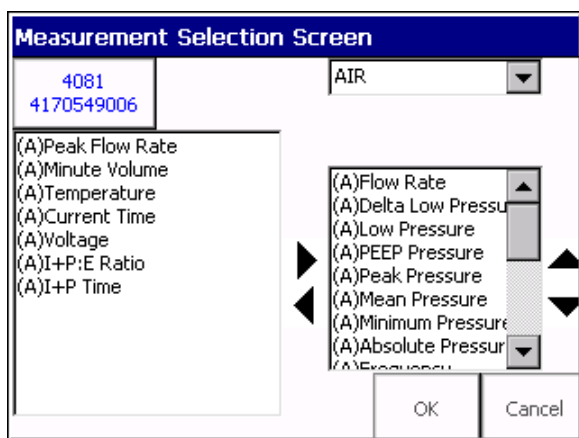 Measurement Selection Screen
4081
4170549006
AIR
(A)Peak Flow Rate
(A)Minute Volume
(A)Temperature
(A)Current Time
(A)Voltage
(A)I+P:E Ratio
(A)I+P Time
(A)Flow Rate
(A)Delta Low Pressu
(A)Low Pressure
(A)PEEP Pressure
(A)Peak Pressure
(A)Mean Pressure
(A)Minimum Pressure
(A)Absolute Pressur
(A)Frequency
OK
Cancel